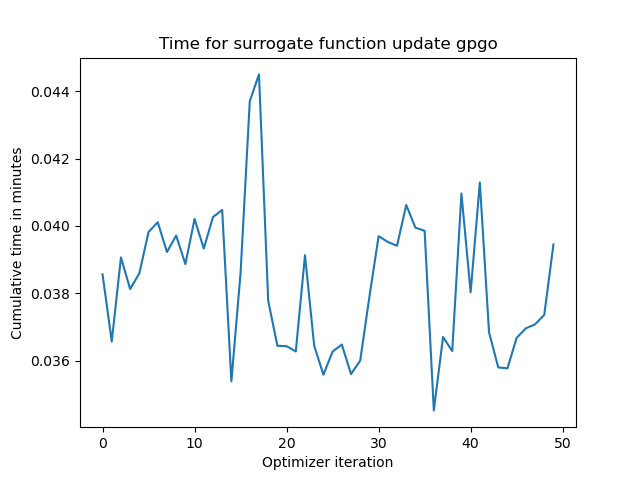 Time for surrogate function update gpgo
0.044
0.042
0.040
0.038
0.036
Cumulative time in minutes
0 10 20 30 40 50
Optimizer iteration